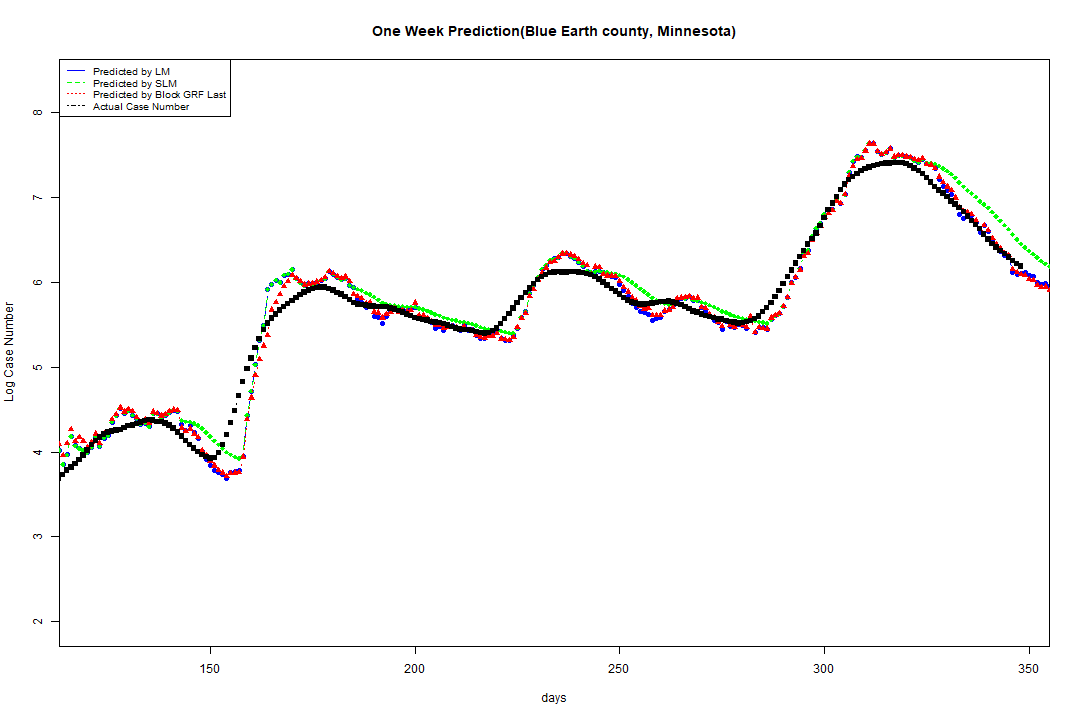 One Week Prediction(Blue Earth county, Minnesota)
Predicted by LM
Predicted by SLM
Predicted by Block GRF Last
Actual Case Number
8
7
6
5
4
3
2
Log Case Number
150 200 250 300 350
days